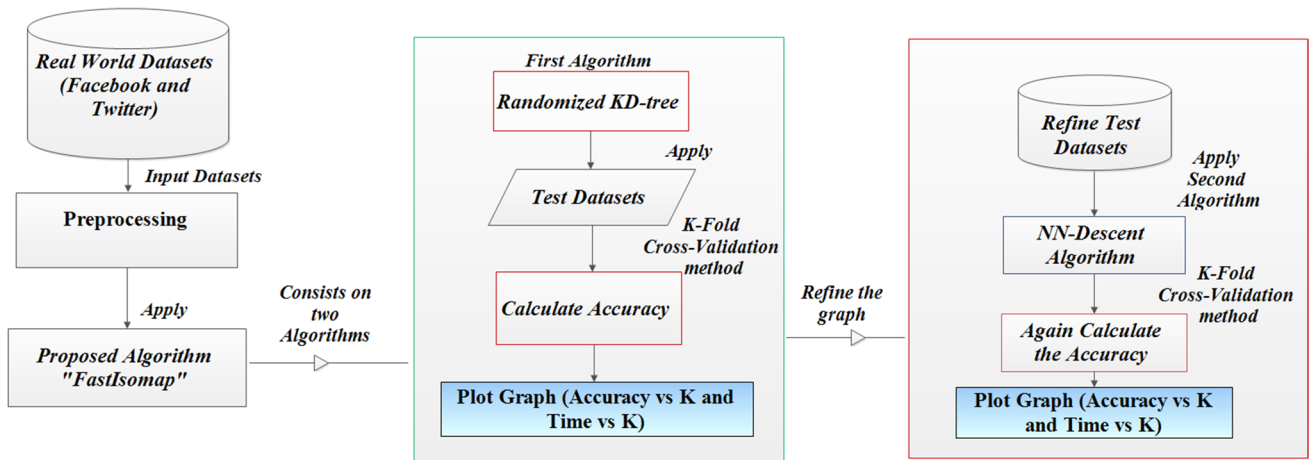 Real World Datasets
(Facebook and
Twitter)
Input Datasets
Preprocessing
Apply
Proposed Algorithm
"FastIsomap"
Consists on
two
Algorithms
First Algorithm
Randomized KD-tree
Apply
Test Datasets
K-Fold
Cross-Validation
method
Calculate Accuracy
Plot Graph (Accuracy vs K and
Time vs K)
Refine the
graph
Refine Test
Datasets
Apply
Second
Algorithm
NN-Descent
Algorithm
K-Fold
Cross-Validation
method
Again Calculate
the Accuracy
Plot Graph (Accuracy vs K
and Time vs K)